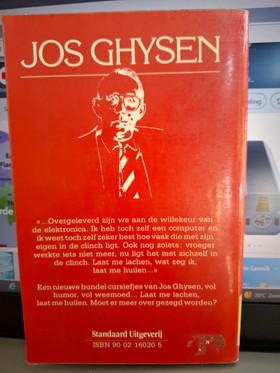 JOS GHYSEN
«...Overgeleverd zijn we aan de willekeur van
de elektronica. Ik heb toch zelf een computer en
ik weet toch zelf zeker best hoe vaak die met zijn
eigen in de clinch ligt. Ook nog zoiets: vroeger
werkte iets niet meer, nu ligt het met zichzelf in
de clinch. Laat me lachen, wat zeg ik,
laat me huilen...»
Een nieuwe bundel cursiefjes van Jos Ghysen, vol
humor, vol weemoed... Laat me lachen,
laat me huilen. Moet er meer over gezegd worden?
Standaard Uitgeverij
ISBN 90 02 16030 5
20°C